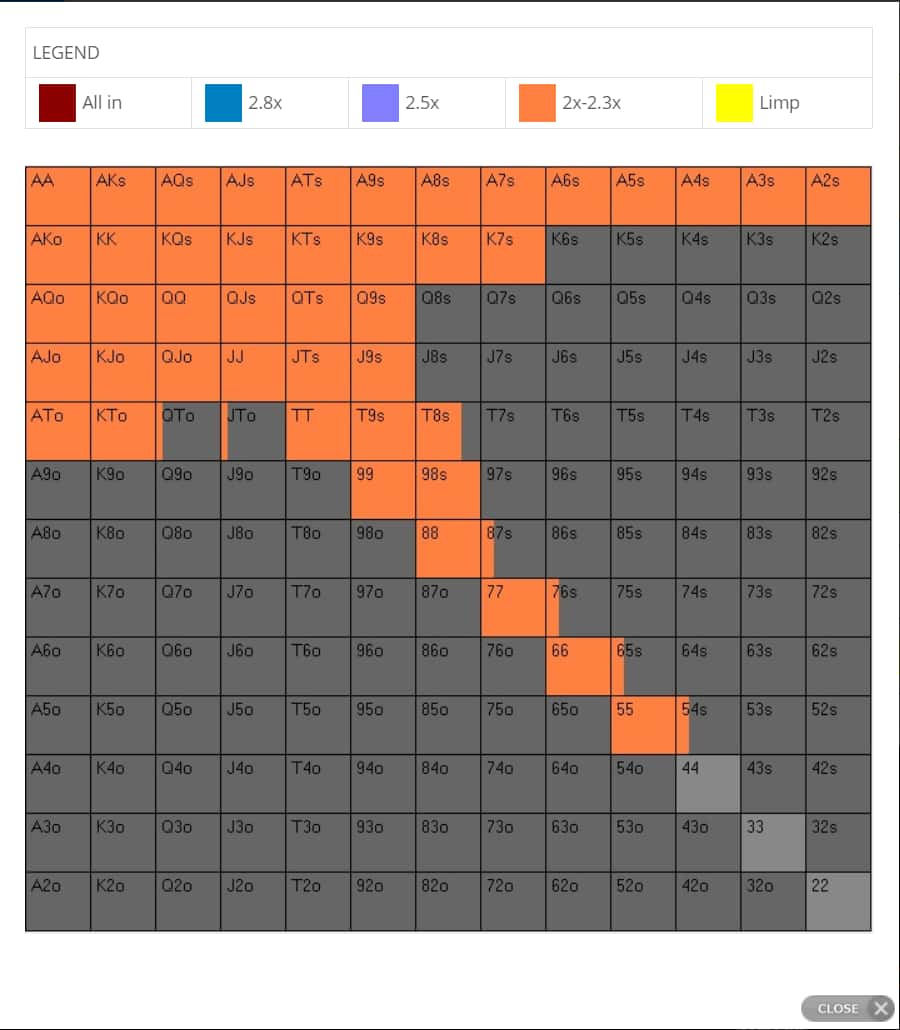 LEGEND
All in 2.8x 2.5x 2x-2.3x Limp
AA AKs AQs AJs ATs A9s A8s A7s A6s A5s A4s A3s A2s
AKo KK KQs KJs KTs K9s K8s K7s K6s K5s K4s K3s K2s
AQo KQo QQ QJs QTs Q9s Q8s Q7s Q6s Q5s Q4s Q3s Q2s
AJo KJo QJo JJ JTs J9s J8s J7s J6s J5s J4s J3s J2s
ATo KTo QTo JTo TT T9s T8s T7s T6s T5s T4s T3s T2s
A9o K9o Q9o J9o T9o 99 98s 97s 96s 95s 94s 93s 92s
A8o K8o Q8o J8o T8o 98o 88 87s 86s 85s 84s 83s 82s
A7o K7o Q7o J7o T7o 97o 87o 77 76s 75s 74s 73s 72s
A6o K6o Q6o J6o T6o 96o 86o 76o 66 65s 64s 63s 62s
A5o K5o Q5o J5o T5o 95o 85o 75o 65o 55 54s 53s 52s
A4o K4o Q4o J4o T4o 94o 84o 74o 64o 54o 44 43s 42s
A3o K3o Q3o J3o T3o 93o 83o 73o 63o 53o 43o 33 32s
A2o K2o Q2o J2o T2o 92o 82o 72o 62o 52o 42o 32o 22
CLOSE